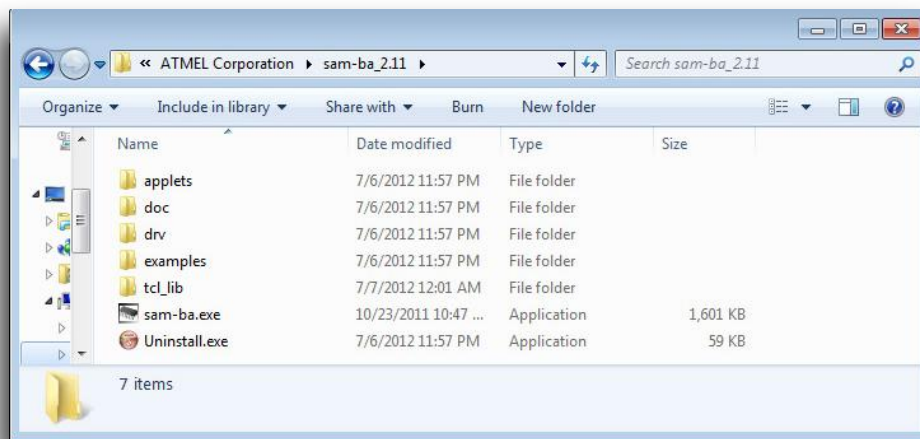 « ATMEL Corporation sam-ba_2.11 Search sam-ba_2.11
Organize Include in library Share with Burn New folder
Name Date modified Type Size
applets 7/6/2012 11:57 PM File folder
doc 7/6/2012 11:57 PM File folder
drv 7/6/2012 11:57 PM File folder
examples 7/6/2012 11:57 PM File folder
tcl_lib 7/7/2012 12:01 AM File folder
sam-ba.exe 10/23/2011 10:47 ... Application 1,601 KB
Uninstall.exe 7/6/2012 11:57 PM Application 59 KB
7 items